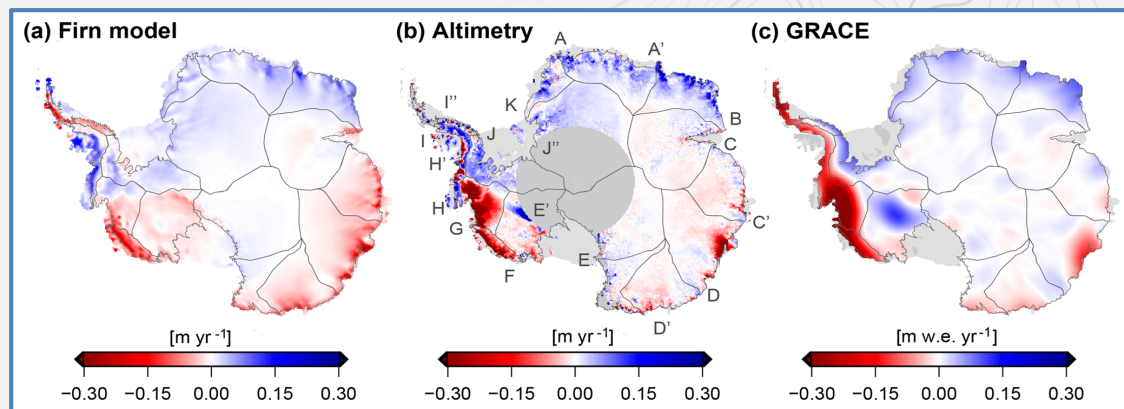 (a) Firn model
(b) Altimetry
(c) GRACE
A
A'
K
I''
B
I
J
C
J''
H'
H
E'
G
C'
F
E
D
D'
[m yr⁻¹]
[m yr⁻¹]
[m w.e. yr⁻¹]
−0.30 −0.15 0.00 0.15 0.30
−0.30 −0.15 0.00 0.15 0.30
−0.30 −0.15 0.00 0.15 0.30